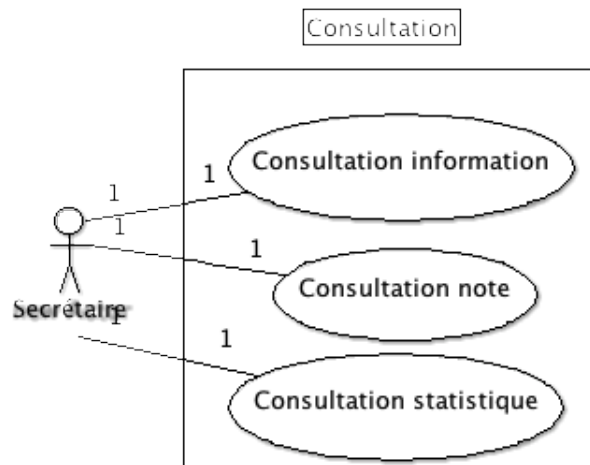 Consultation
Consultation information
1
1
1
1
Consultation note
Secrétaire
1
1
Consultation statistique